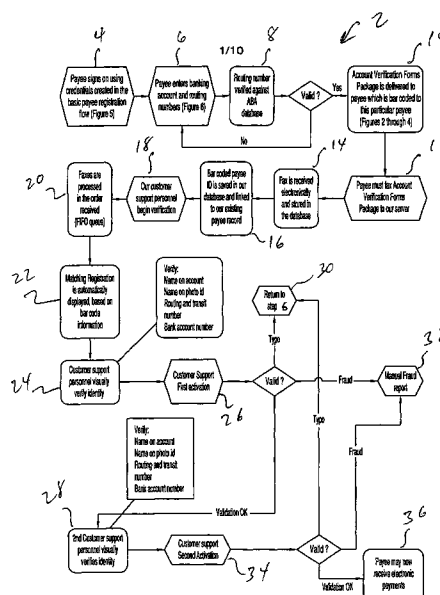 2
4
6
8
1/10
Payee signs on using
credentials created in the
basic payee registration
flow (Figure 5)
Payee enters banking
account and routing
numbers (Figure 6)
Routing number
verified against
ABA
database
Valid ?
Yes
No
Account Verification Forms
Package is delivered to
payee which is bar coded to
this particular payee
(Figures 2 through 4)
Payee must fax Account
Verification Forms
Package to our server
14
Fax is received
electronically
and stored in
the database
Bar coded payee
ID is saved in our
database and linked
to our existing
payee record
16
18
Our customer
support personnel
begin verification
20
Faxes are
processed
in the order
received
(FIFO queue)
22
Matching Registration
is automatically
displayed, based on
bar code
information
Verify:
Name on account
Name on photo id
Routing and transit
number
Bank account number
24
Customer support
personnel visually
verify identity
Customer Support
First activation
26
Valid ?
Typo
30
Return to
step 6
Fraud
Manual Fraud
report
Validation OK
Verify:
Name on account
Name on photo id
Routing and transit
number
Bank account number
28
2nd Customer support
personnel visually
verifies identity
Customer support
Second Activation
34
Valid ?
Typo
Fraud
Validation OK
36
Payee may now
receive electronic
payments